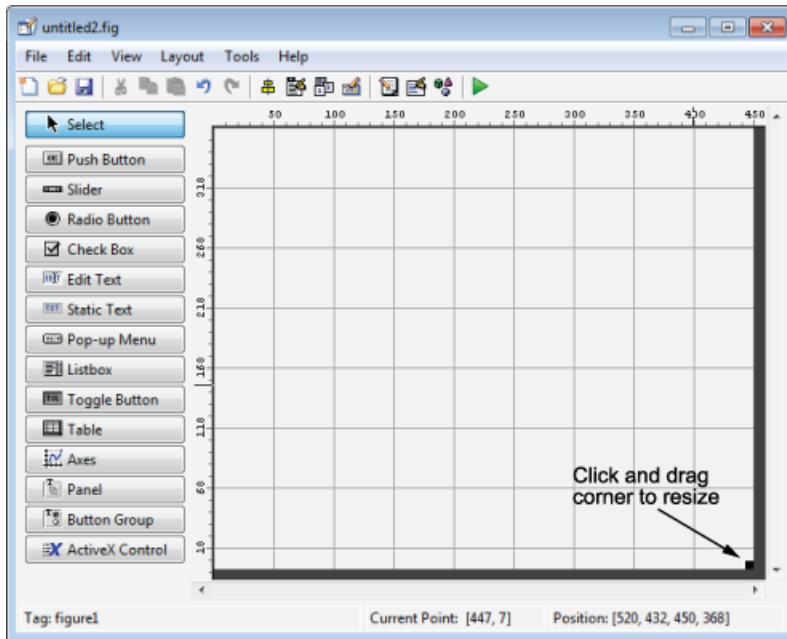 untitled2.fig
File Edit View Layout Tools Help
Select
Push Button
Slider
Radio Button
Check Box
Edit Text
Static Text
Pop-up Menu
Listbox
Toggle Button
Table
Axes
Panel
Button Group
ActiveX Control
50 100 150 200 250 300 350 400 450 
318
268
218
168
118
68
18
Click and drag
corner to resize
Tag: figure1 Current Point: [447, 7] Position: [520, 432, 450, 368]